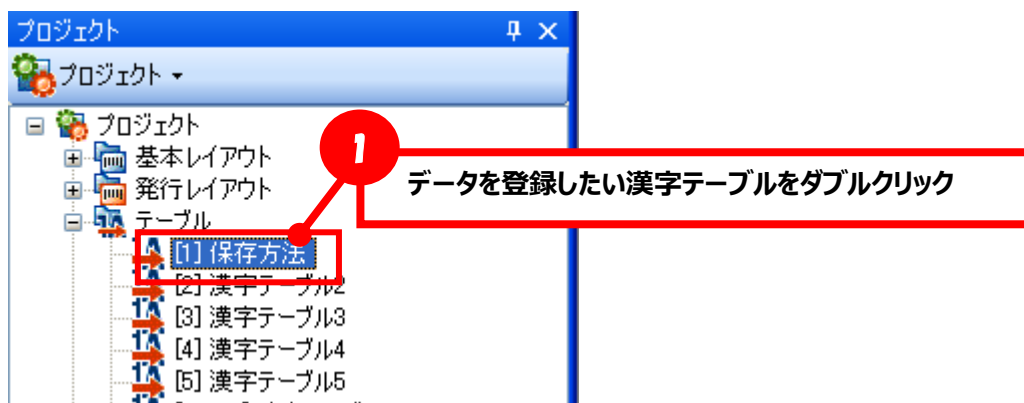 プロジェクト
プロジェクト
プロジェクト
基本レイアウト
1
発行レイアウト
データを登録したい漢字テーブルをダブルクリック
テーブル
[1] 保存方法
[2] 漢字テーブル2
[3] 漢字テーブル3
[4] 漢字テーブル4
[5] 漢字テーブル5